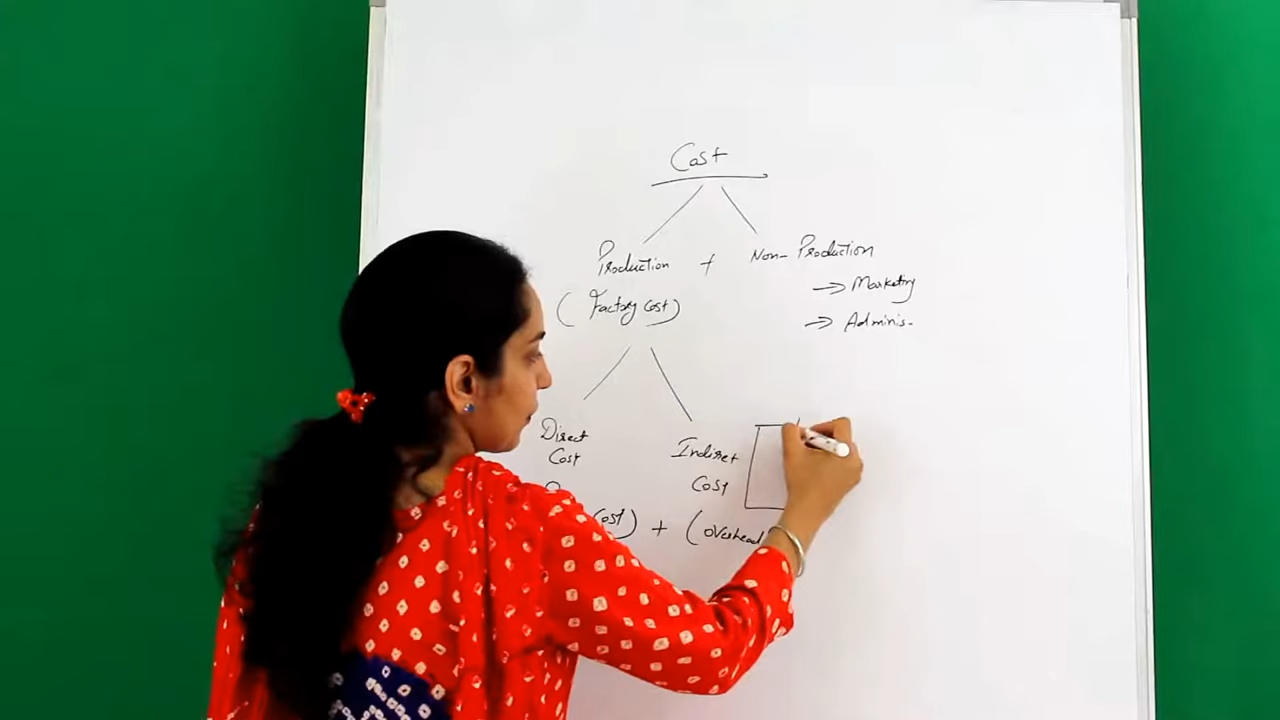 Cost
Production + Non-Production
(Factory Cost)
→ Marketing
→ Adminis-
Direct Cost
Indirect Cost
Cost) + (Overhead